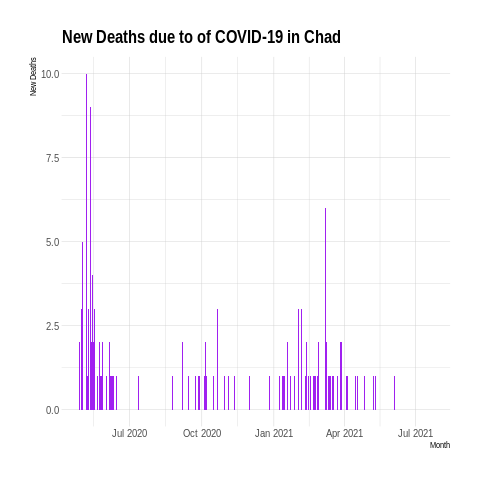 New Deaths due to of COVID-19 in Chad
New Deaths
10.0
7.5
5.0
2.5
0.0
Jul 2020 Oct 2020 Jan 2021 Apr 2021 Jul 2021
Month